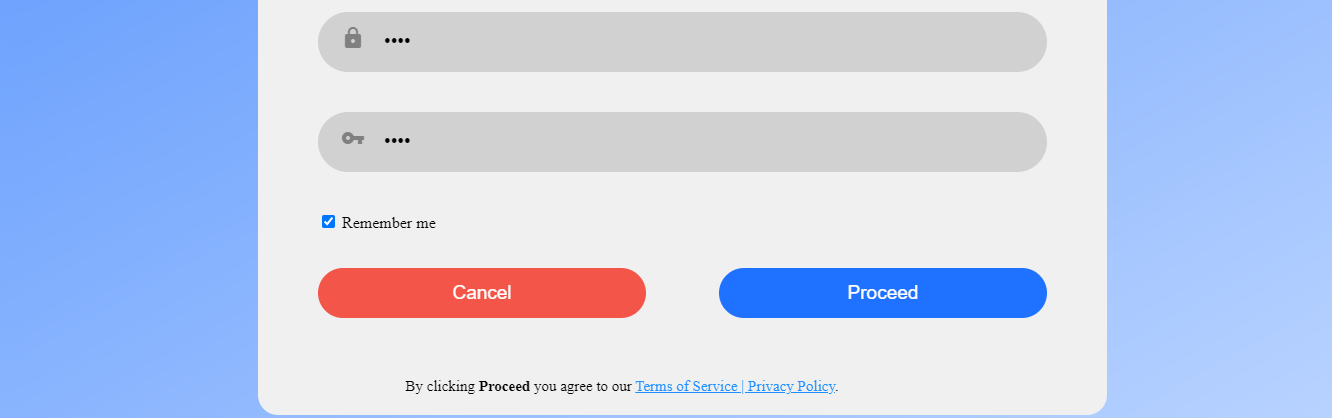 ••••
••••
Remember me
Cancel
Proceed
By clicking Proceed you agree to our Terms of Service | Privacy Policy.